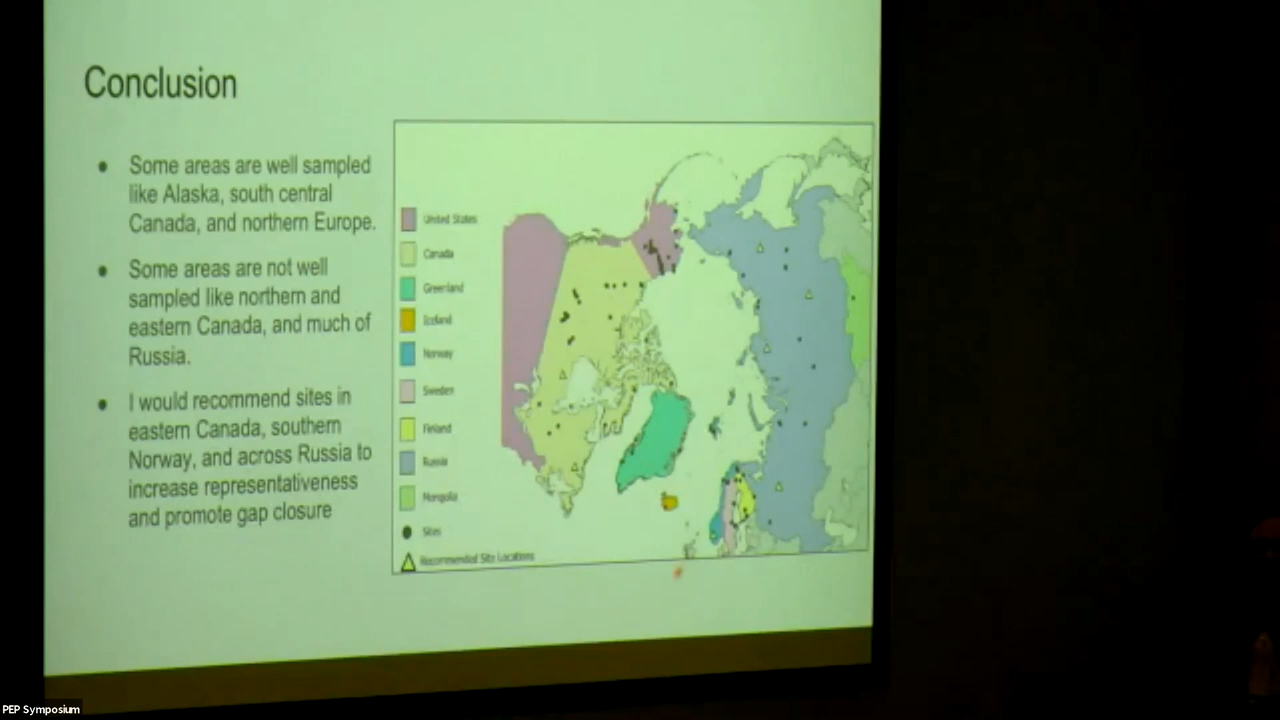 Conclusion
Some areas are well sampled
like Alaska, south central
Canada, and northern Europe.
Some areas are not well
sampled like northern and
eastern Canada, and much of
Russia.
I would recommend sites in
eastern Canada, southern
Norway, and across Russia to
increase representativeness
and promote gap closure
United States
Canada
Greenland
Iceland
Norway
Sweden
Finland
Russia
Mongolia
Sites
Recommended Site Locations
PEP Symposium